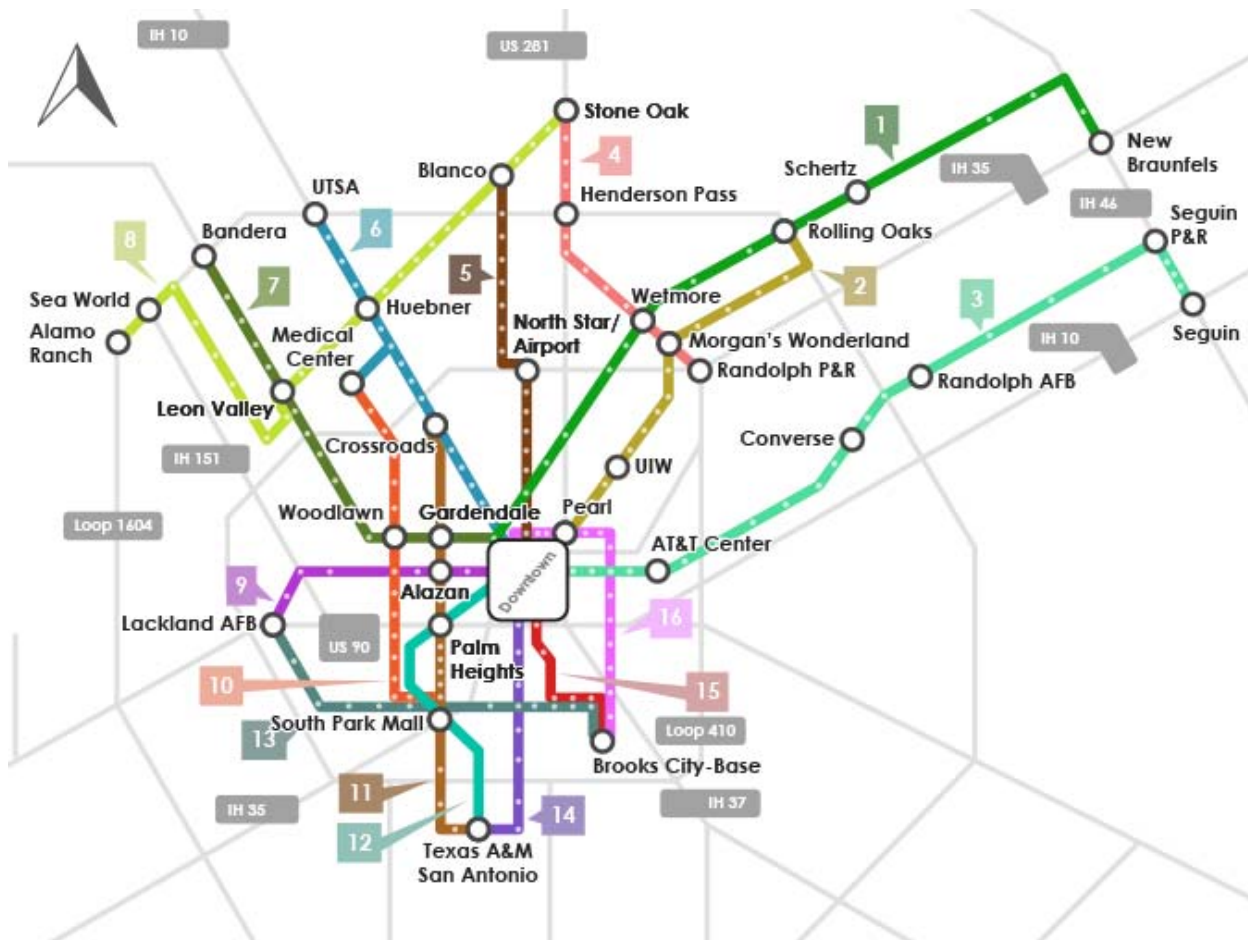 IH 10
US 281
Stone Oak
4
1
New
Braunfels
Blanco
Schertz
IH 35
UTSA
Henderson Pass
IH 46
Seguin
P&R
Bandera
6
Rolling Oaks
8
7
5
2
3
Sea World
Huebner
Wetmore
Alamo
Ranch
Medical
Center
North Star/
Airport
Morgan's Wonderland
IH 10
Seguin
Randolph P&R
Randolph AFB
Leon Valley
Crossroads
Converse
IH 151
UIW
Loop 1604
Woodlawn
Gardendale
Pearl
AT&T Center
Downtown
9
Alazan
16
Lackland AFB
US 90
Palm
Heights
10
15
13
South Park Mall
Loop 410
Brooks City-Base
11
IH 35
IH 37
12
14
Texas A&M
San Antonio